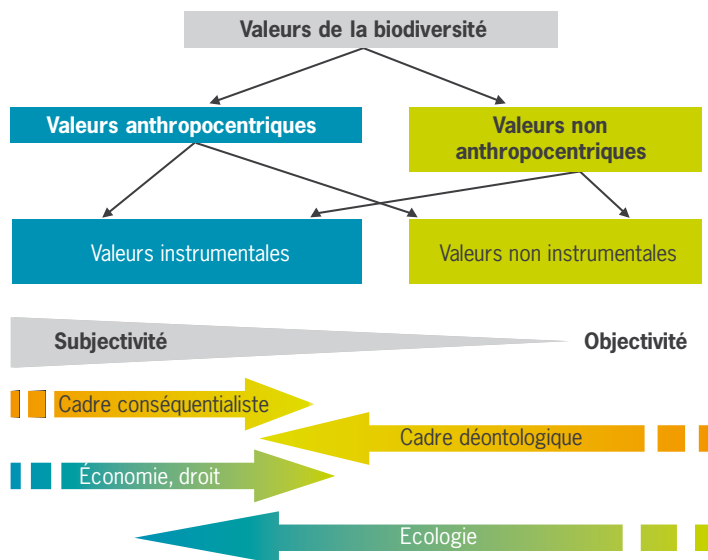 Valeurs de la biodiversité
Valeurs anthropocentriques
Valeurs non
anthropocentriques
Valeurs instrumentales
Valeurs non instrumentales
Subjectivité
Objectivité
Cadre conséquentialiste
Cadre déontologique
Économie, droit
Ecologie